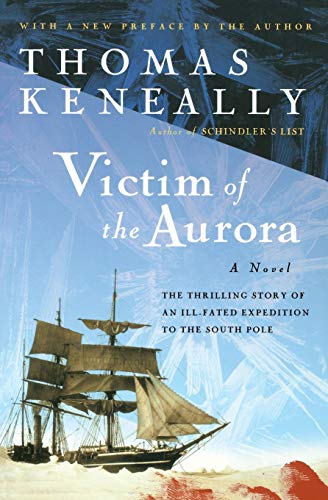 WITH A NEW PREFACE BY THE AUTHOR
THOMAS
KENEALLY
Author of SCHINDLER'S LIST
Victim of
the Aurora
A Novel
THE THRILLING STORY OF
AN ILL-FATED EXPEDITION
TO THE SOUTH POLE